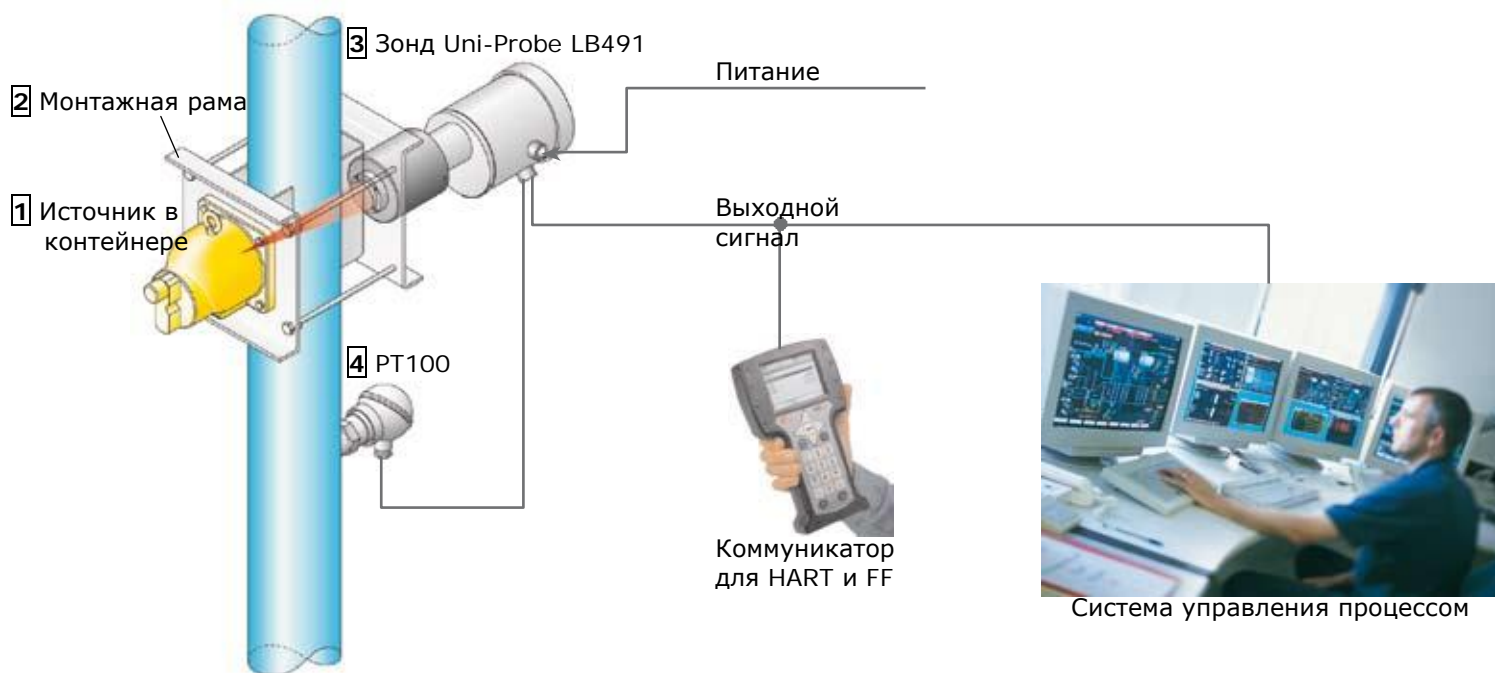 3 Зонд Uni-Probe LB491
Питание
2 Монтажная рама
1 Источник в
контейнере
Выходной
сигнал
4 PT100
Коммуникатор
для HART и FF
Система управления процессом